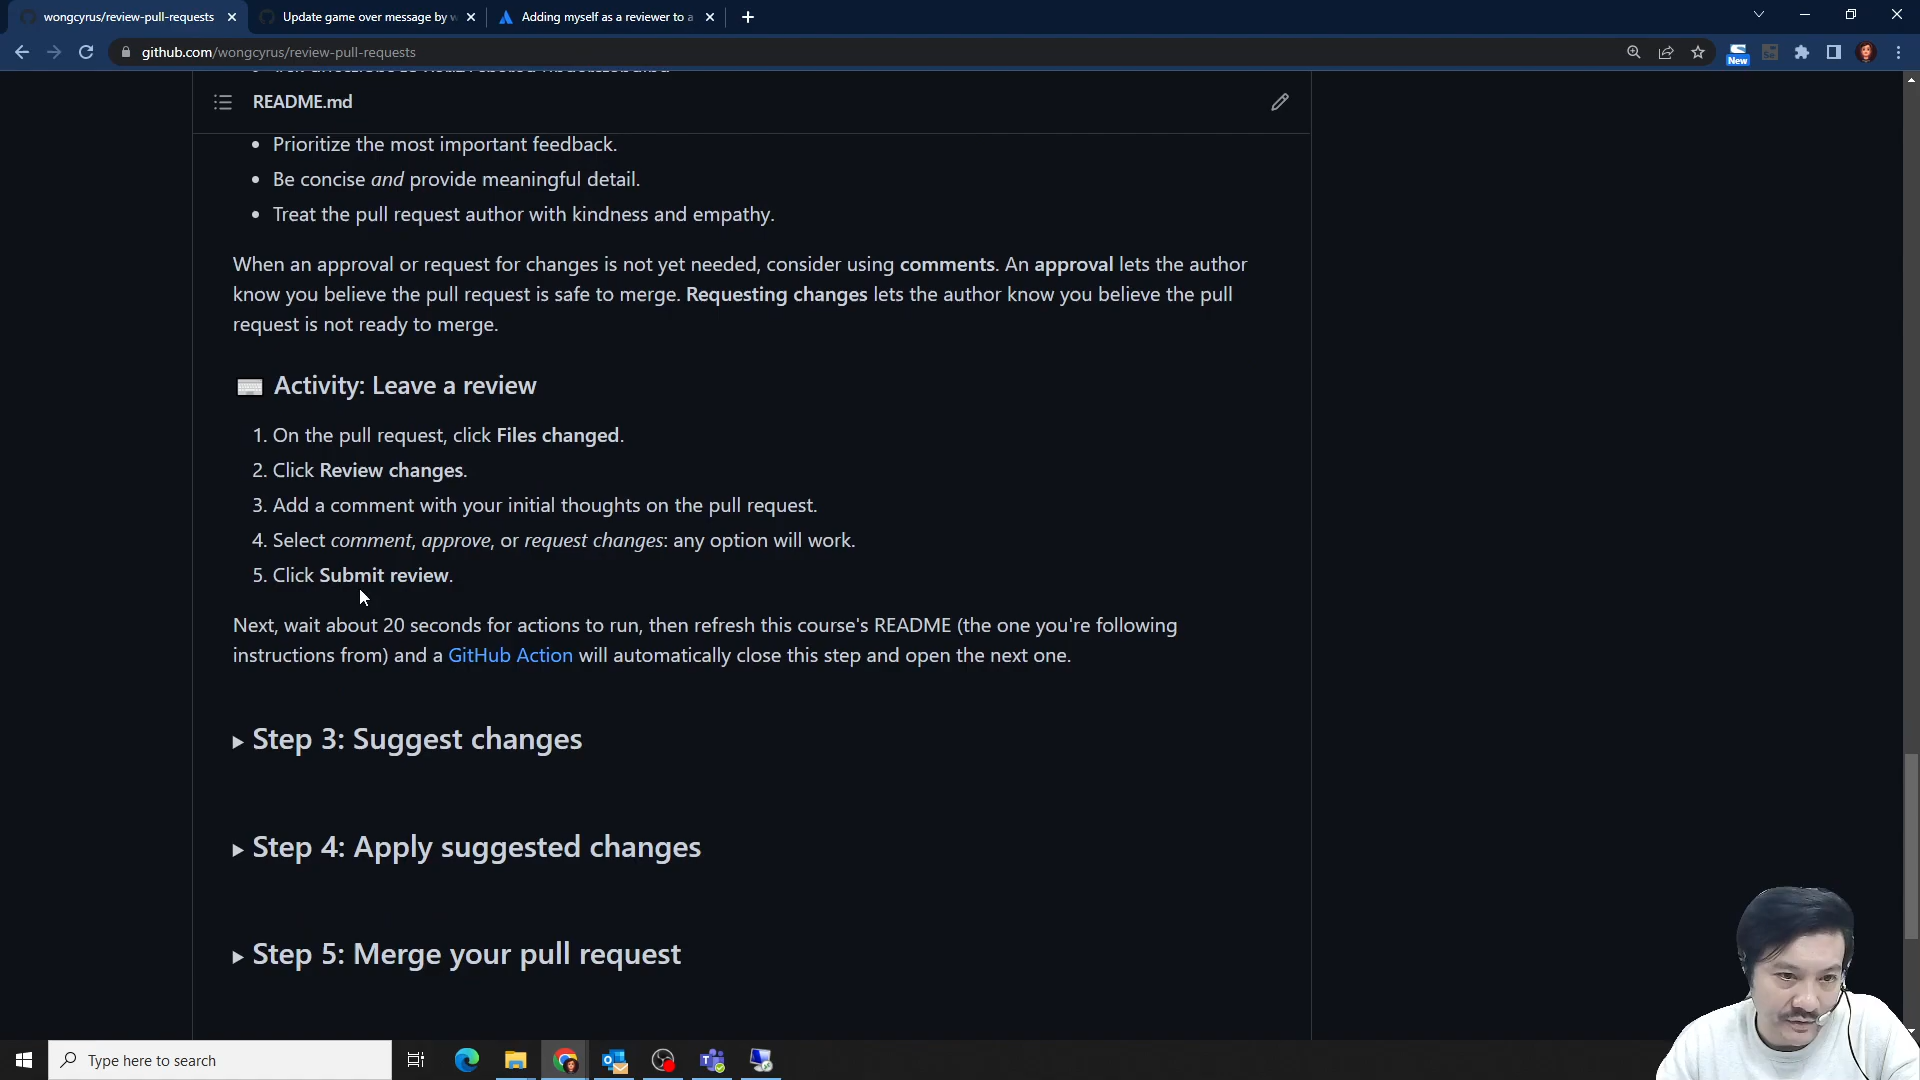 wongcyrus/review-pull-requests
Update game over message by w
Adding myself as a reviewer to a
github.com/wongcyrus/review-pull-requests
New
README.md
Prioritize the most important feedback.
Be concise and provide meaningful detail.
Treat the pull request author with kindness and empathy.
When an approval or request for changes is not yet needed, consider using comments. An approval lets the author
know you believe the pull request is safe to merge. Requesting changes lets the author know you believe the pull
request is not ready to merge.
Activity: Leave a review
1. On the pull request, click Files changed.
2. Click Review changes.
3. Add a comment with your initial thoughts on the pull request.
4. Select comment, approve, or request changes: any option will work.
5. Click Submit review.
Next, wait about 20 seconds for actions to run, then refresh this course's README (the one you're following
instructions from) and a GitHub Action will automatically close this step and open the next one.
Step 3: Suggest changes
Step 4: Apply suggested changes
Step 5: Merge your pull request
Type here to search